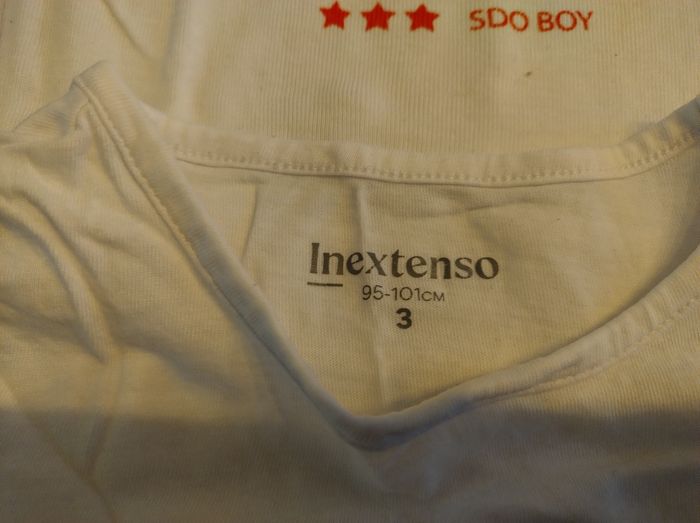 ★★★ SDO BOY
Inextenso
95-101CM
3